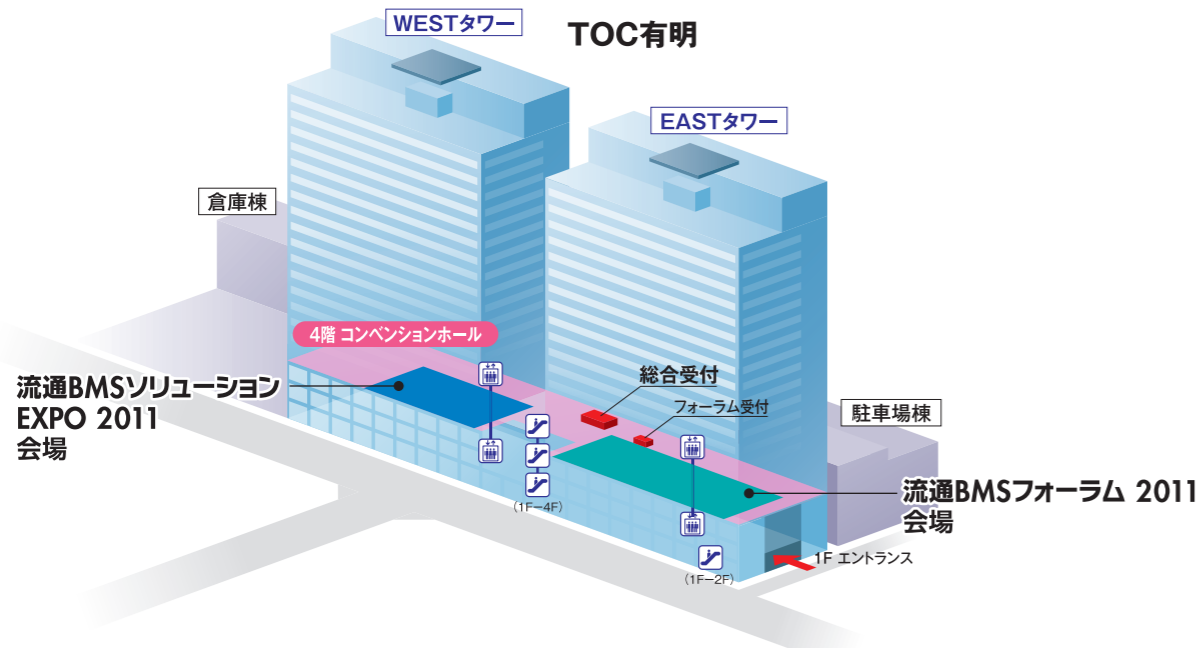 WESTタワー
TOC有明
EASTタワー
倉庫棟
4階 コンベンションホール
総合受付
フォーラム受付
駐車場棟
流通BMSソリューション
EXPO 2011
会場
流通BMSフォーラム 2011
会場
(1F−4F)
1F エントランス
(1F−2F)